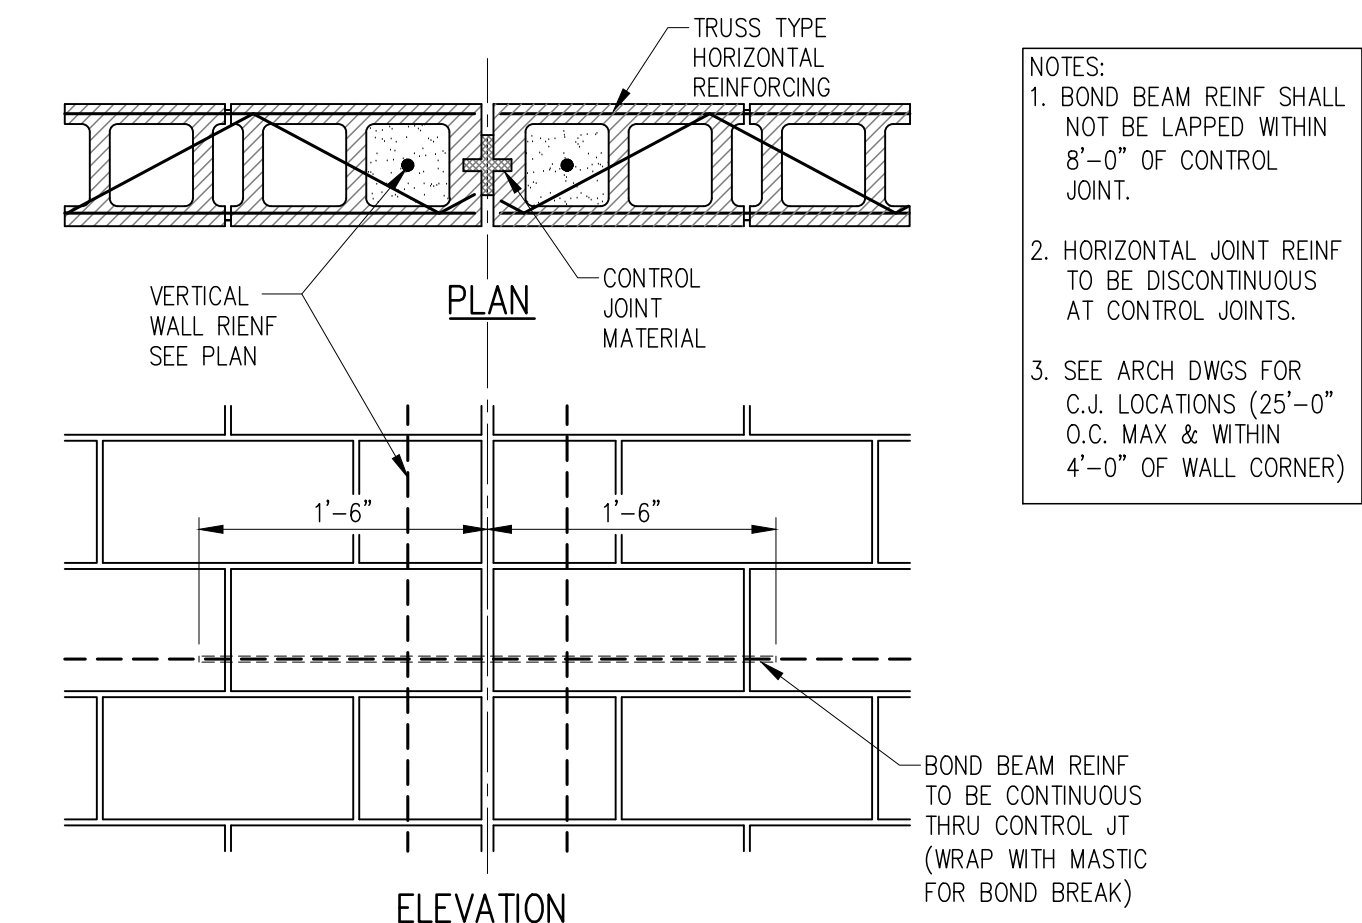 TRUSS TYPE
HORIZONTAL
REINFORCING
VERTICAL
WALL RIENF
SEE PLAN
PLAN
CONTROL
JOINT
MATERIAL
NOTES:
1. BOND BEAM REINF SHALL
NOT BE LAPPED WITHIN
8'-0" OF CONTROL
JOINT.
2. HORIZONTAL JOINT REINF
TO BE DISCONTINUOUS
AT CONTROL JOINTS.
3. SEE ARCH DWGS FOR
C.J. LOCATIONS (25'-0"
O.C. MAX & WITHIN
4'-0" OF WALL CORNER)
1'-6" 1'-6"
BOND BEAM REINF
TO BE CONTINUOUS
THRU CONTROL JT
(WRAP WITH MASTIC
FOR BOND BREAK)
ELEVATION